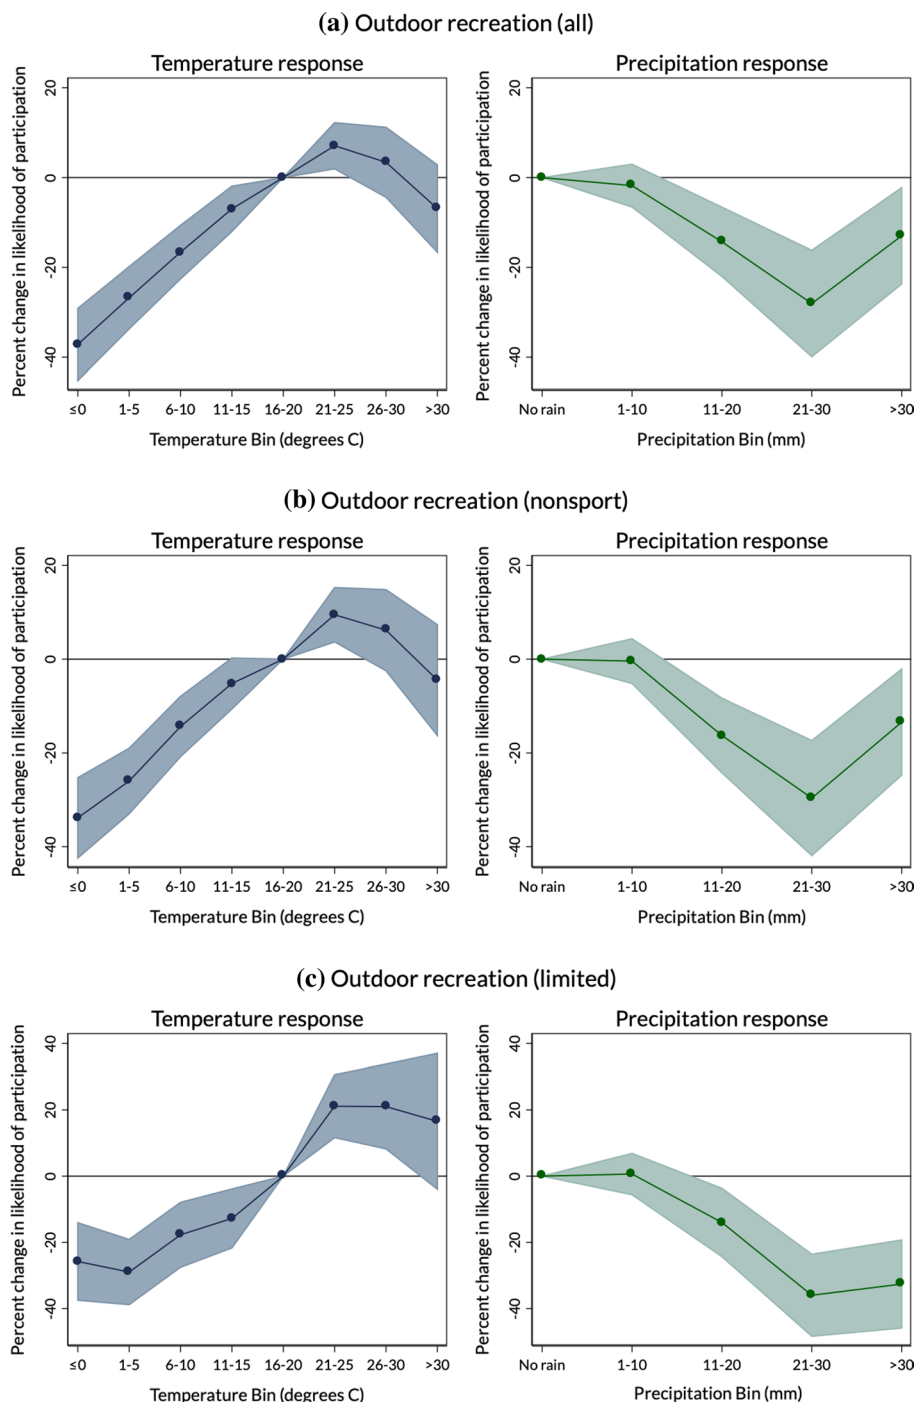 (a) Outdoor recreation (all)
Temperature response
Percent change in likelihood of participation
20
0
-20
-40
≤0 1-5 6-10 11-15 16-20 21-25 26-30 >30
Temperature Bin (degrees C)
Precipitation response
Percent change in likelihood of participation
20
0
-20
-40
No rain 1-10 11-20 21-30 >30
Precipitation Bin (mm)
(b) Outdoor recreation (nonsport)
Temperature response
Percent change in likelihood of participation
20
0
-20
-40
≤0 1-5 6-10 11-15 16-20 21-25 26-30 >30
Temperature Bin (degrees C)
Precipitation response
Percent change in likelihood of participation
20
0
-20
-40
No rain 1-10 11-20 21-30 >30
Precipitation Bin (mm)
(c) Outdoor recreation (limited)
Temperature response
Percent change in likelihood of participation
40
20
0
-20
-40
≤0 1-5 6-10 11-15 16-20 21-25 26-30 >30
Temperature Bin (degrees C)
Precipitation response
Percent change in likelihood of participation
40
20
0
-20
-40
No rain 1-10 11-20 21-30 >30
Precipitation Bin (mm)